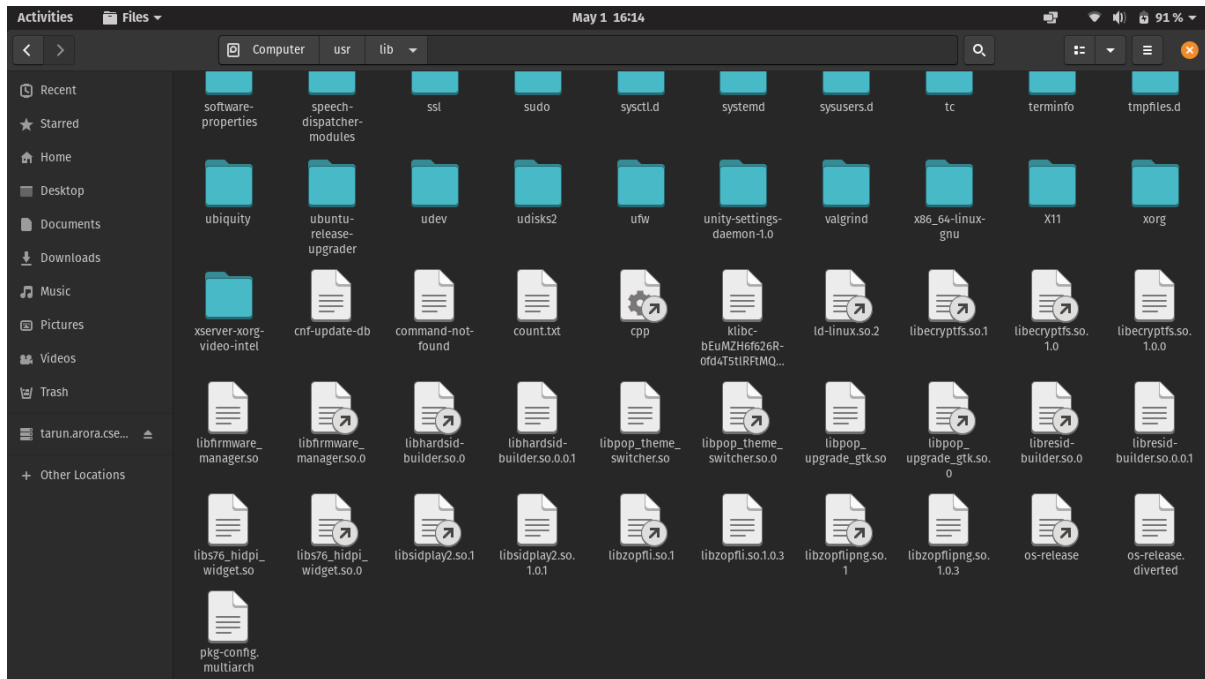 Activities
Files
May 1 16:14
91 %
Computer
usr
lib
Recent
Starred
Home
Desktop
Documents
Downloads
Music
Pictures
Videos
Trash
tarun.arora.cse...
+ Other Locations
software-
properties
speech-
dispatcher-
modules
ssl
sudo
sysctl.d
systemd
sysusers.d
tc
terminfo
tmpfiles.d
ubiquity
ubuntu-
release-
upgrader
udev
udisks2
ufw
unity-settings-
daemon-1.0
valgrind
x86_64-linux-
gnu
X11
xorg
xserver-xorg-
video-intel
cnf-update-db
command-not-
found
count.txt
cpp
klibc-
bEuMZH6f626R-
0fd4T5tlRFtMQ...
ld-linux.so.2
libecryptfs.so.1
libecryptfs.so.
1.0
libecryptfs.so.
1.0.0
libfirmware_
manager.so
libfirmware_
manager.so.0
libhardsid-
builder.so.0
libhardsid-
builder.so.0.0.1
libpop_theme_
switcher.so
libpop_theme_
switcher.so.0
libpop_
upgrade_gtk.so
libpop_
upgrade_gtk.so.
0
libresid-
builder.so.0
libresid-
builder.so.0.0.1
libs76_hidpi_
widget.so
libs76_hidpi_
widget.so.0
libsidplay2.so.1
libsidplay2.so.
1.0.1
libzopfli.so.1
libzopfli.so.1.0.3
libzopflipng.so.
1
libzopflipng.so.
1.0.3
os-release
os-release.
diverted
pkg-config.
multiarch